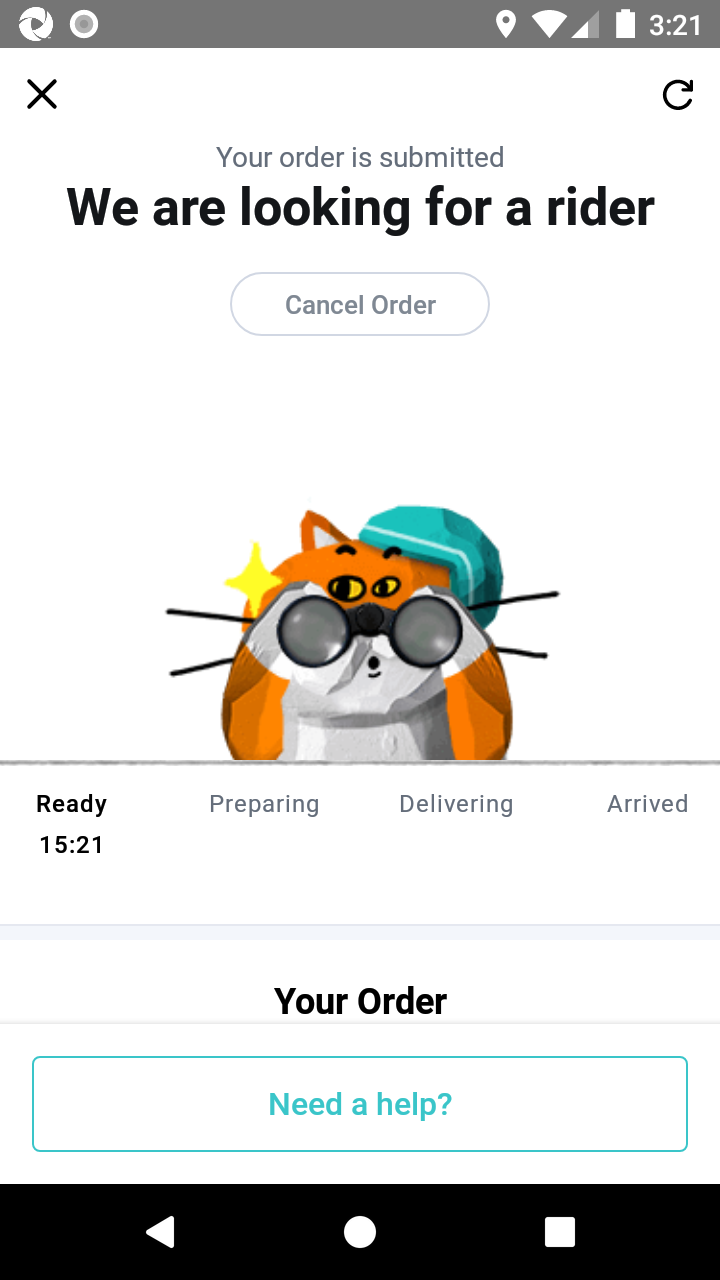 3:21
Your order is submitted
We are looking for a rider
Cancel Order
Ready Preparing Delivering Arrived
15:21
Your Order
Need a help?